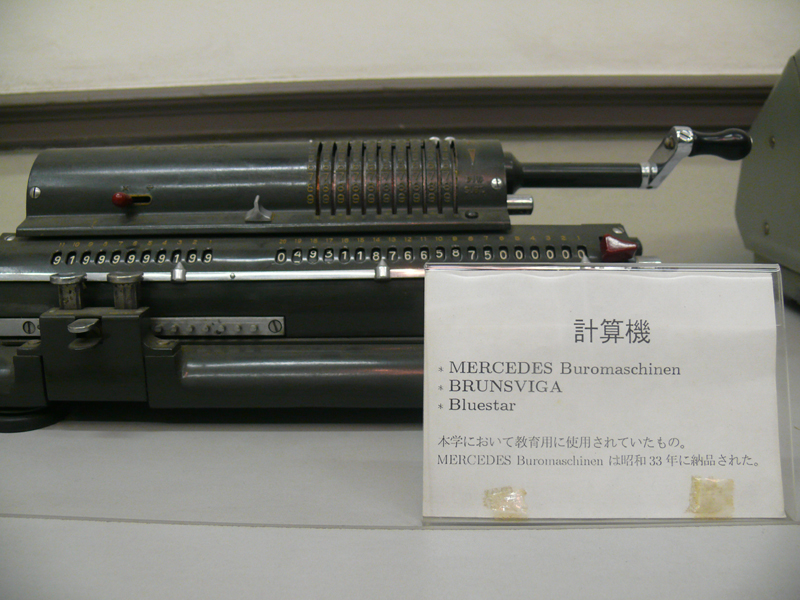 計算機
* MERCEDES Buromaschinen
* BRUNSVIGA
* Bluestar
本学において教育用に使用されていたもの。
MERCEDES Buromaschinen は昭和 33 年に納品された。